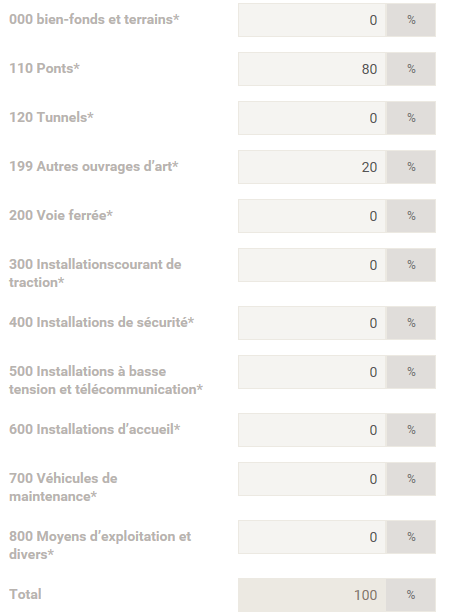 000 bien-fonds et terrains* 0 %
110 Ponts* 80 %
120 Tunnels* 0 %
199 Autres ouvrages d'art* 20 %
200 Voie ferrée* 0 %
300 Installationscourant de 0 %
traction*
400 Installations de sécurité* 0 %
500 Installations à basse 0 %
tension et télécommunication*
600 Installations d'accueil* 0 %
700 Véhicules de 0 %
maintenance*
800 Moyens d'exploitation et 0 %
divers*
Total 100 %